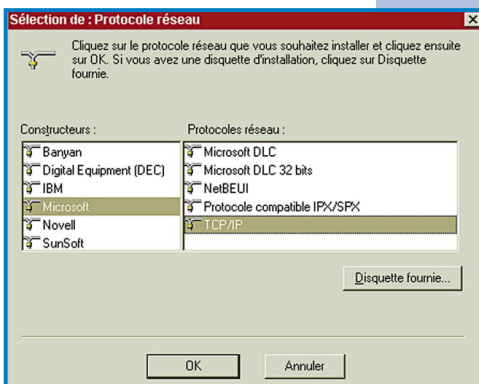 Sélection de : Protocole réseau
Cliquez sur le protocole réseau que vous souhaitez installer et cliquez ensuite
sur OK. Si vous avez une disquette d'installation, cliquez sur Disquette
fournie.
Constructeurs :
Banyan
Digital Equipment (DEC)
IBM
Microsoft
Novell
SunSoft
Protocoles réseau :
Microsoft DLC
Microsoft DLC 32 bits
NetBEUI
Protocole compatible IPX/SPX
TCP/IP
Disquette fournie...
OK
Annuler